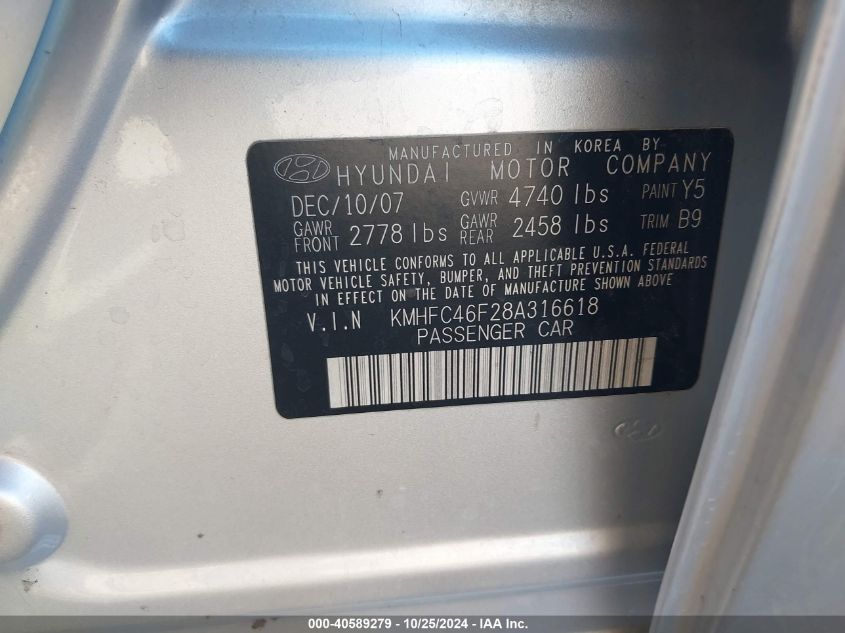 MANUFACTURED IN KOREA BY
HYUNDAI MOTOR COMPANY
DEC/10/07 GVWR 4740 lbs PAINT Y5
GAWR FRONT 2778 lbs GAWR REAR 2458 lbs TRIM B9
THIS VEHICLE CONFORMS TO ALL APPLICABLE U.S.A. FEDERAL
MOTOR VEHICLE SAFETY, BUMPER, AND THEFT PREVENTION STANDARDS
IN EFFECT ON THE DATE OF MANUFACTURE SHOWN ABOVE
V.I.N KMHFC46F28A316618
PASSENGER CAR
000-40589279 - 10/25/2024 - IAA Inc.